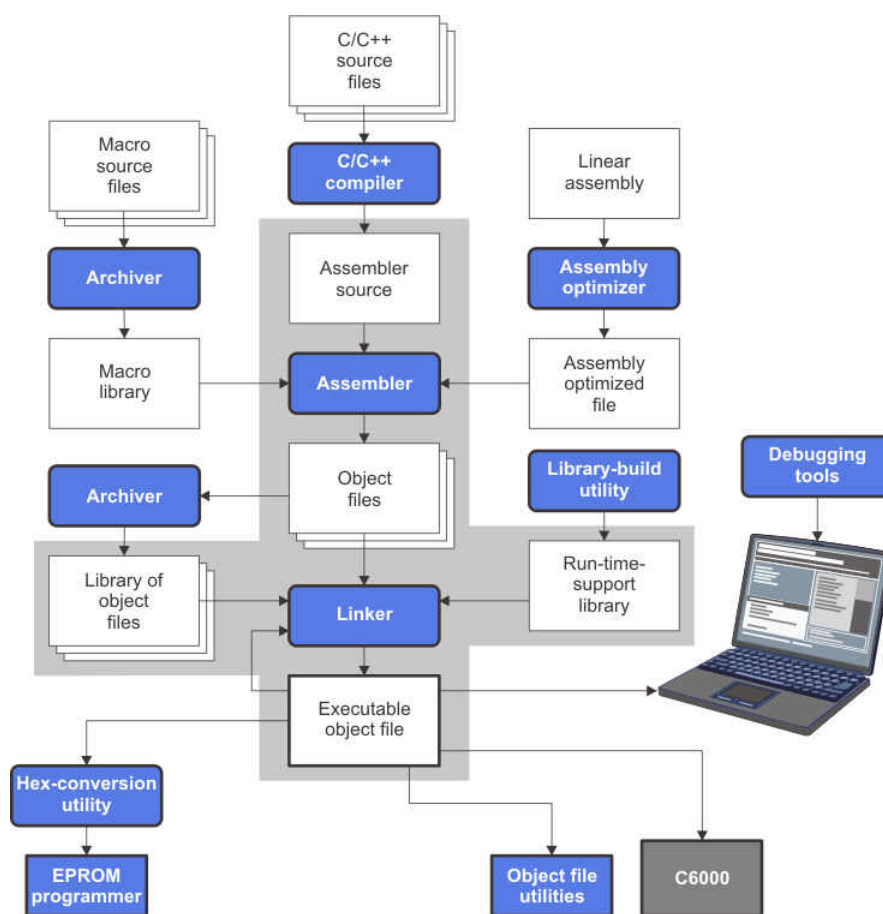 C/C++
source
files
Macro
source
files
C/C++
compiler
Linear
assembly
Archiver
Assembler
source
Assembly
optimizer
Macro
library
Assembler
Assembly
optimized
file
Archiver
Object
files
Library-build
utility
Debugging
tools
Library of
object
files
Linker
Run-time-
support
library
Executable
object file
Hex-conversion
utility
EPROM
programmer
Object file
utilities
C6000